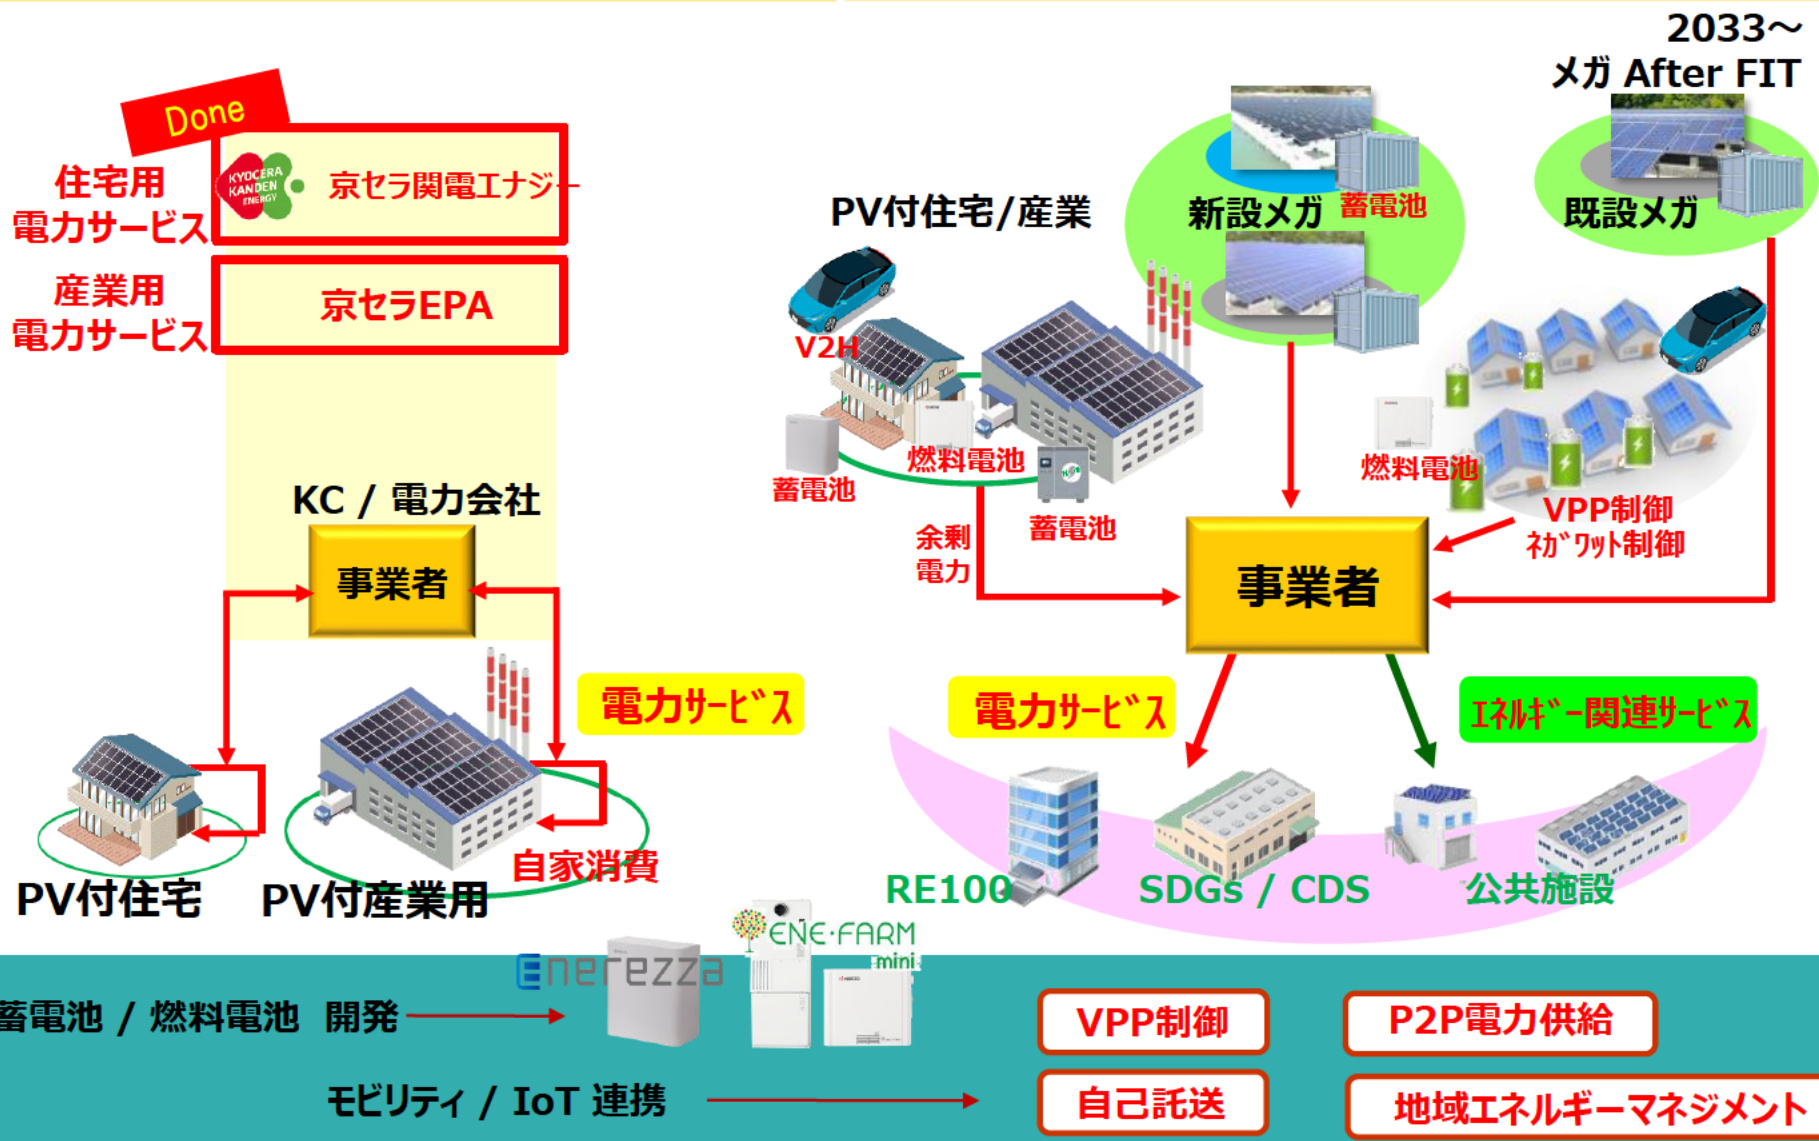 2033～
メガ After FIT
Done
住宅用
電力サービス
KYOCERA
KANDEN
ENERGY
京セラ関電エナジー
産業用
電力サービス
京セラEPA
PV付住宅/産業
新設メガ
蓄電池
既設メガ
V2H
燃料電池
蓄電池
蓄電池
余剰
電力
燃料電池
VPP制御
ﾈｶﾞﾜｯﾄ制御
KC / 電力会社
事業者
事業者
電力ｻｰﾋﾞｽ
電力ｻｰﾋﾞｽ
ｴﾈﾙｷﾞｰ関連ｻｰﾋﾞｽ
自家消費
PV付住宅
PV付産業用
RE100
SDGs / CDS
公共施設
蓄電池 / 燃料電池 開発
Enerezza
ENE·FARM
mini
モビリティ / IoT 連携
VPP制御
P2P電力供給
自己託送
地域エネルギーマネジメント